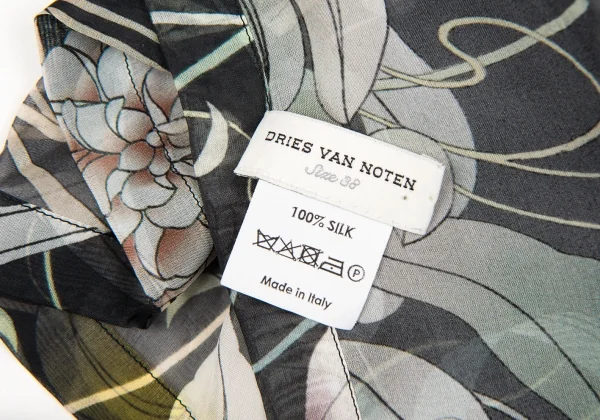 DRIES VAN NOTEN
Size 38
100% SILK
P
Made in Italy